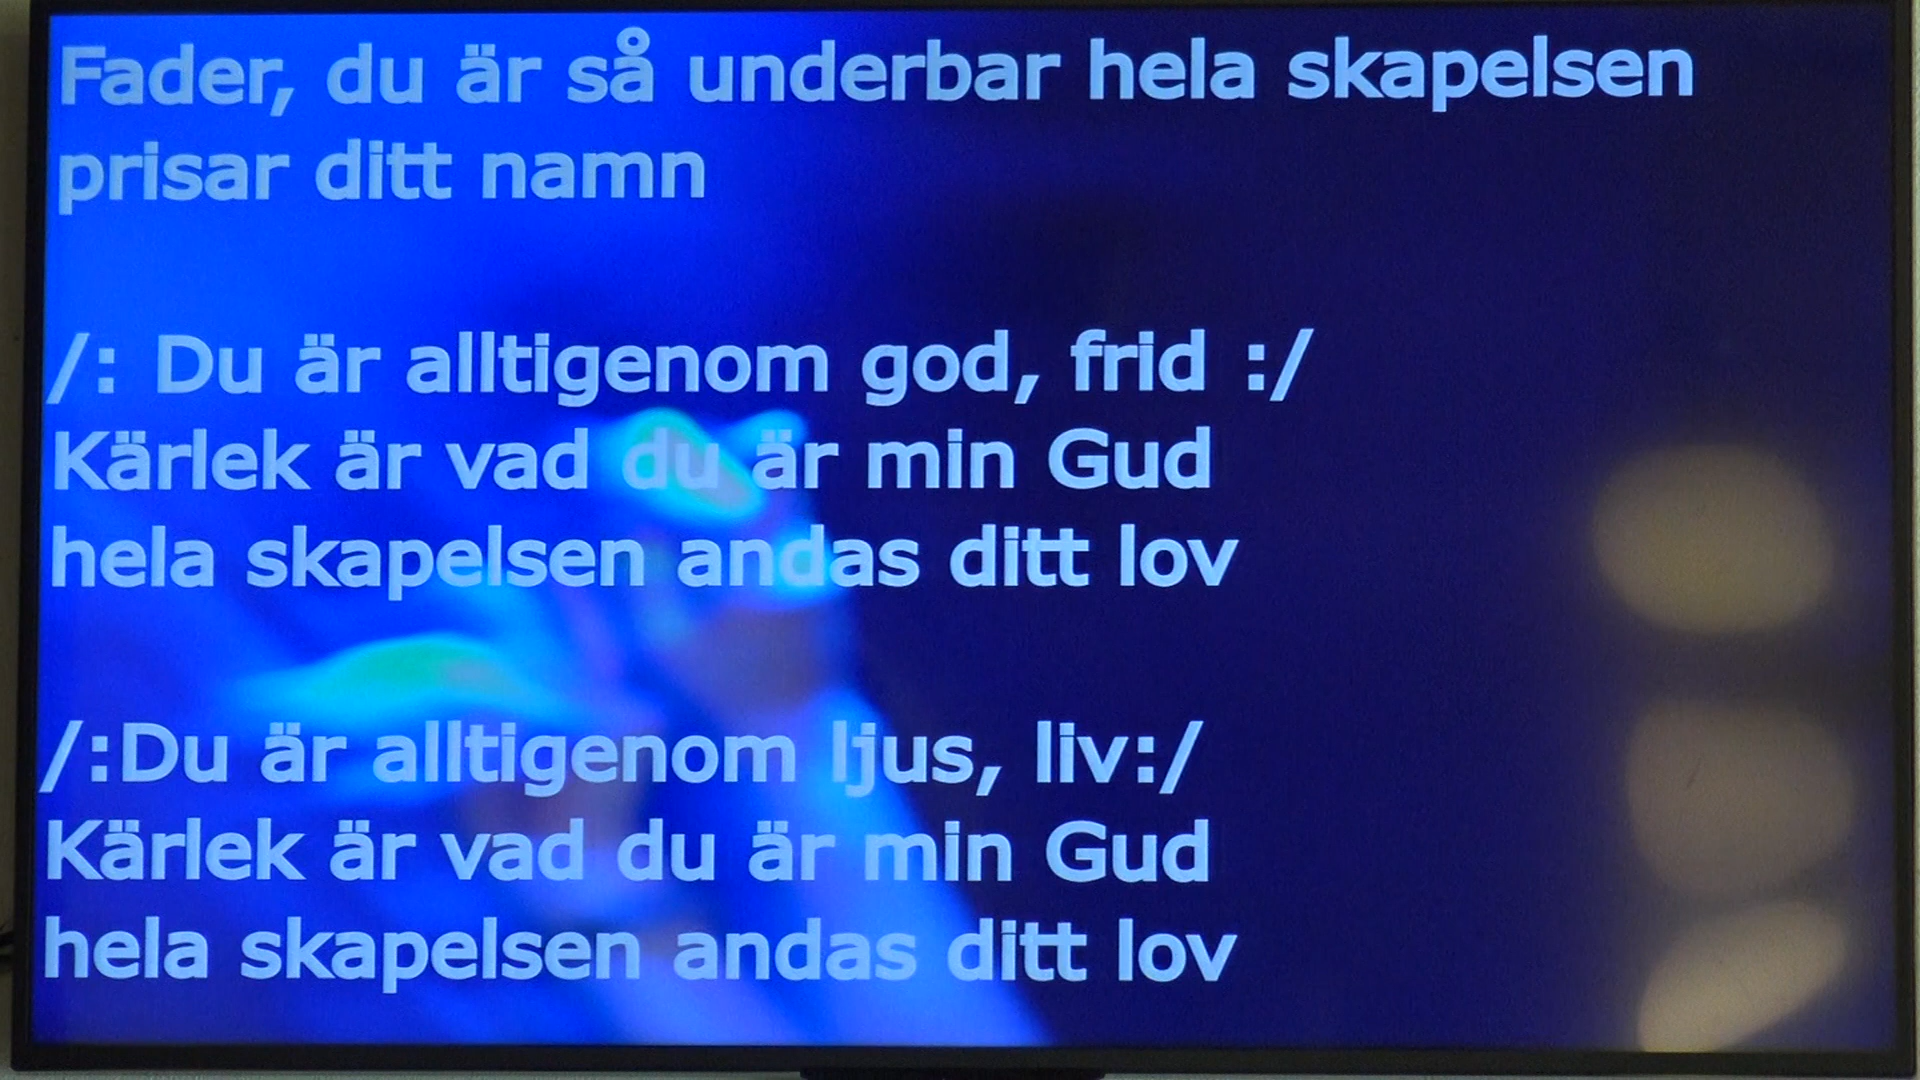 Fader, du är så underbar hela skapelsen
prisar ditt namn
/: Du är alltigenom god, frid :/
Kärlek är vad du är min Gud
hela skapelsen andas ditt lov
/:Du är alltigenom ljus, liv:/
Kärlek är vad du är min Gud
hela skapelsen andas ditt lov